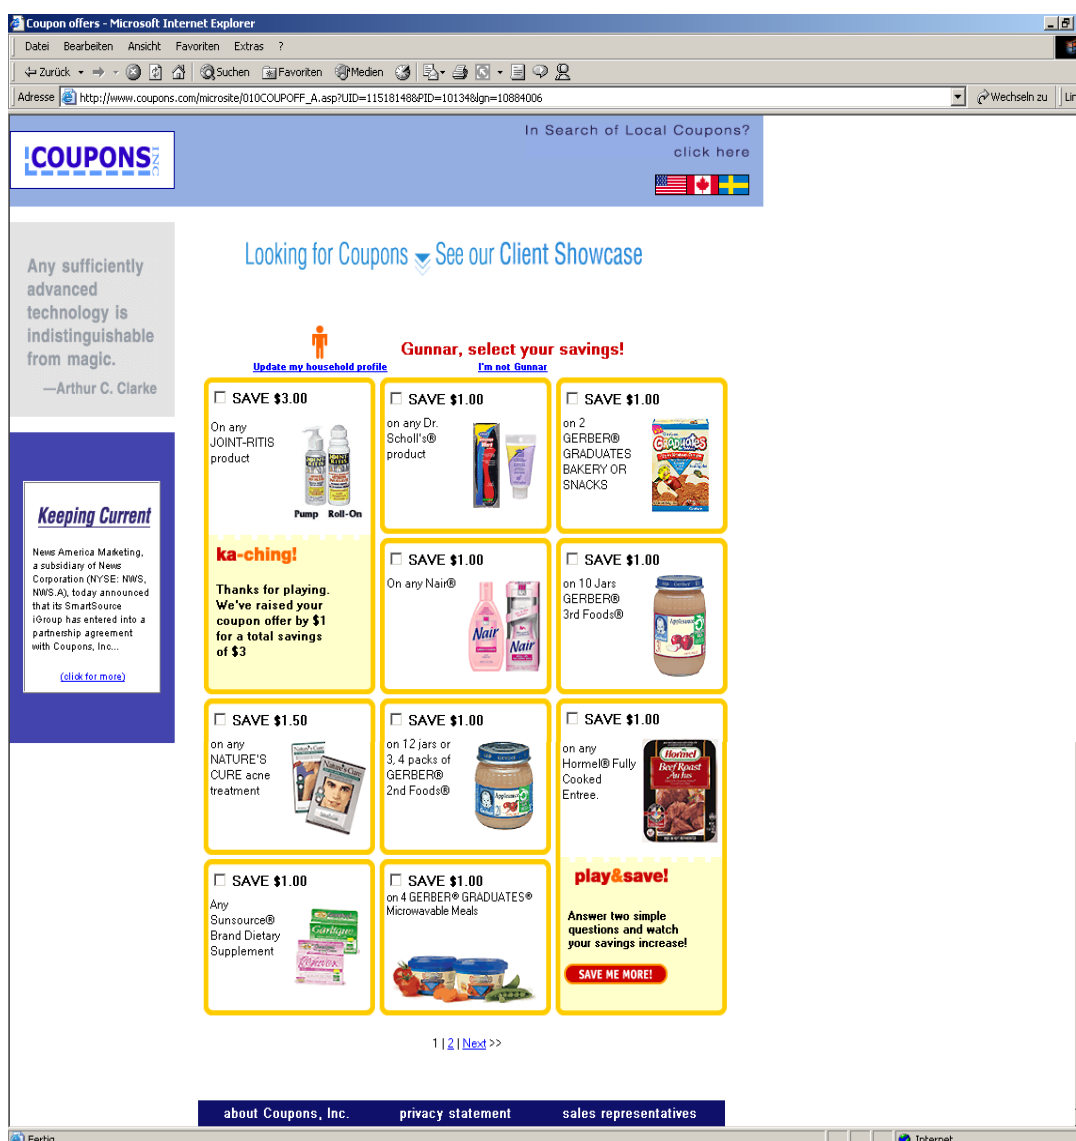 Coupon offers - Microsoft Internet Explorer
Datei Bearbeiten Ansicht Favoriten Extras ?
Zurück Suchen Favoriten Medien
Adresse http://www.coupons.com/microsite/010COUPOFF_A.asp?UID=11518148&PID=10134&lgn=10884006 Wechseln zu
COUPONS INC
In Search of Local Coupons?
click here
Any sufficiently
advanced
technology is
indistinguishable
from magic.
—Arthur C. Clarke
Keeping Current
News America Marketing,
a subsidiary of News
Corporation (NYSE: NWS,
NWS.A), today announced
that its SmartSource
iGroup has entered into a
partnership agreement
with Coupons, Inc...
(click for more)
Looking for Coupons See our Client Showcase
Update my household profile
Gunnar, select your savings!
I'm not Gunnar
SAVE $3.00
On any
JOINT-RITIS
product
Pump Roll-On
ka-ching!
Thanks for playing.
We've raised your
coupon offer by $1
for a total savings
of $3
SAVE $1.00
on any Dr.
Scholl's®
product
SAVE $1.00
on 2
GERBER®
GRADUATES
BAKERY OR
SNACKS
GRADUATES
SAVE $1.00
On any Nair®
Nair
Nair
SAVE $1.00
on 10 Jars
GERBER®
3rd Foods®
Applesauce
SAVE $1.50
on any
NATURE'S
CURE acne
treatment
Nature's Cure
SAVE $1.00
on 12 jars or
3, 4 packs of
GERBER®
2nd Foods®
Applesauce
SAVE $1.00
on any
Hormel® Fully
Cooked
Entree.
Hormel
Beef Roast
Au Jus
play&save!
Answer two simple
questions and watch
your savings increase!
SAVE ME MORE!
SAVE $1.00
Any
Sunsource®
Brand Dietary
Supplement
Garlique
SAVE $1.00
on 4 GERBER® GRADUATES®
Microwavable Meals
1 | 2 | Next >>
about Coupons, Inc. privacy statement sales representatives
Fertig Internet